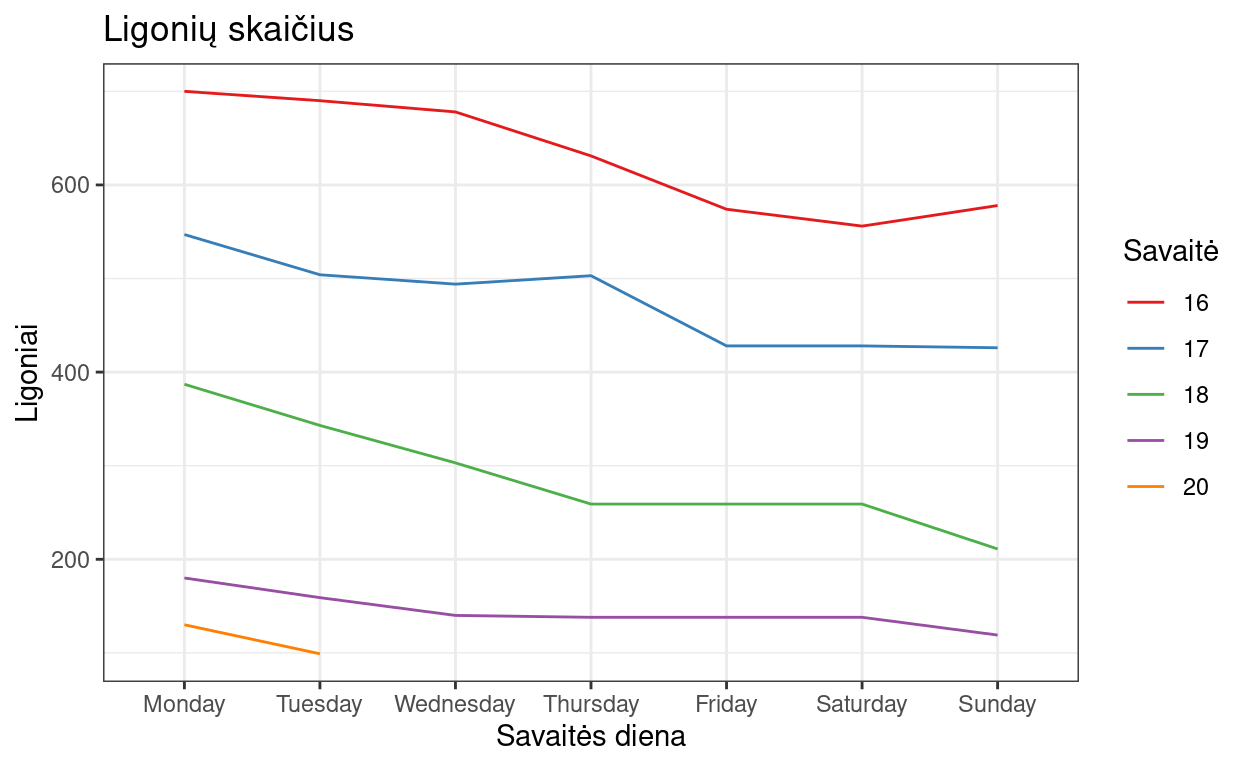 Ligonių skaičius
Ligoniai
600
400
200
Monday Tuesday Wednesday Thursday Friday Saturday Sunday
Savaitės diena
Savaitė
16
17
18
19
20